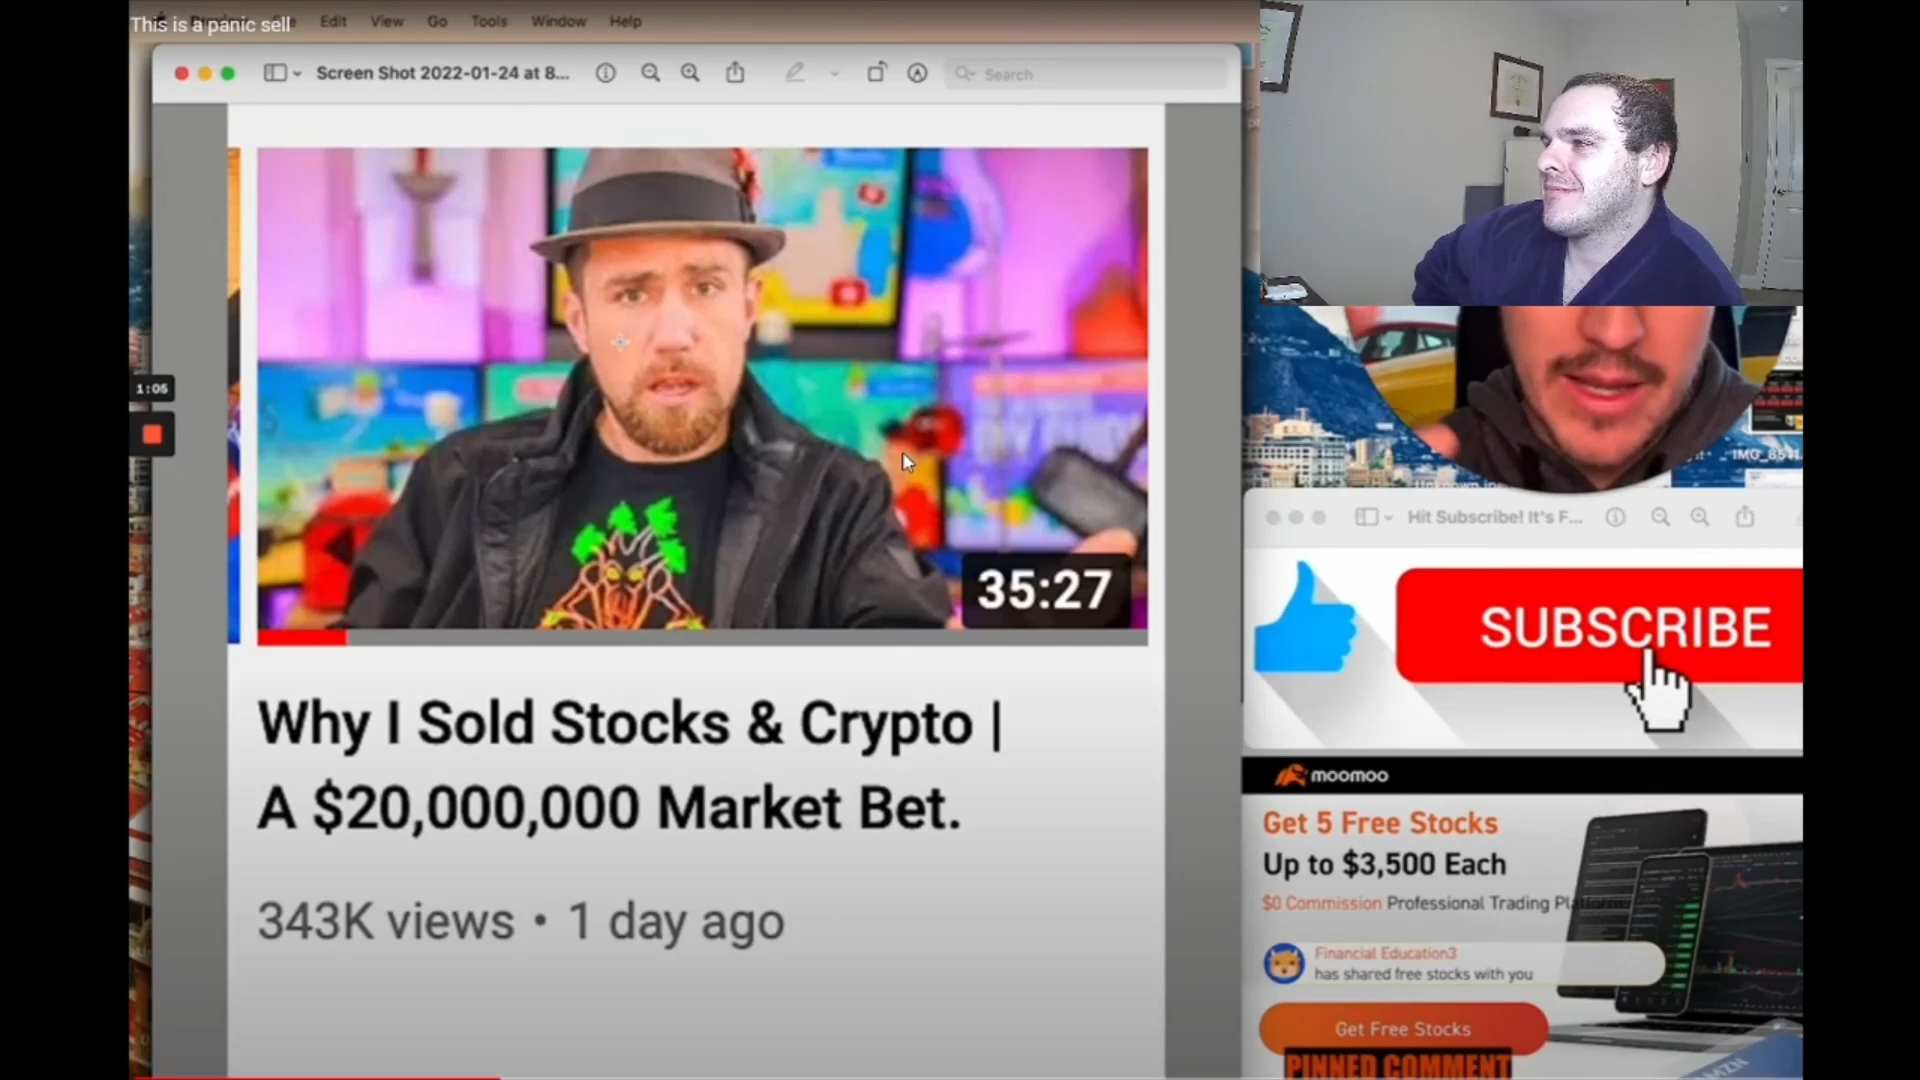 This is a panic sell
Edit View Go Tools Window Help
Screen Shot 2022-01-24 at 8...
Search
1:05
35:27
Why I Sold Stocks & Crypto |
A $20,000,000 Market Bet.
343K views • 1 day ago
Hit Subscribe! It's F...
SUBSCRIBE
moomoo
Get 5 Free Stocks
Up to $3,500 Each
$0 Commission Professional Trading Platform
Financial Education3
has shared free stocks with you
Get Free Stocks
PINNED COMMENT